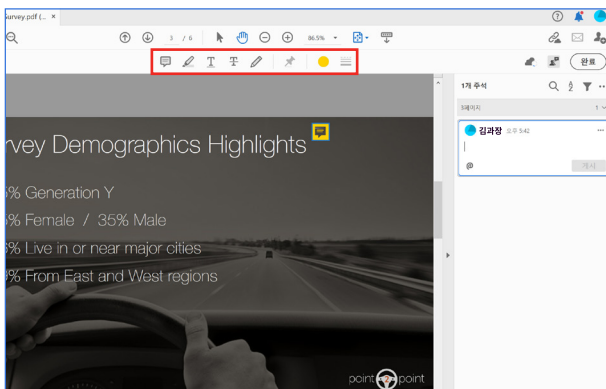 Survey.pdf (... ×
3 / 6
86.5%
완료
1개 주석
3페이지 1
김과장 오후 5:42
@ 게시
vey Demographics Highlights
% Generation Y
% Female / 35% Male
% Live in or near major cities
% From East and West regions
point point